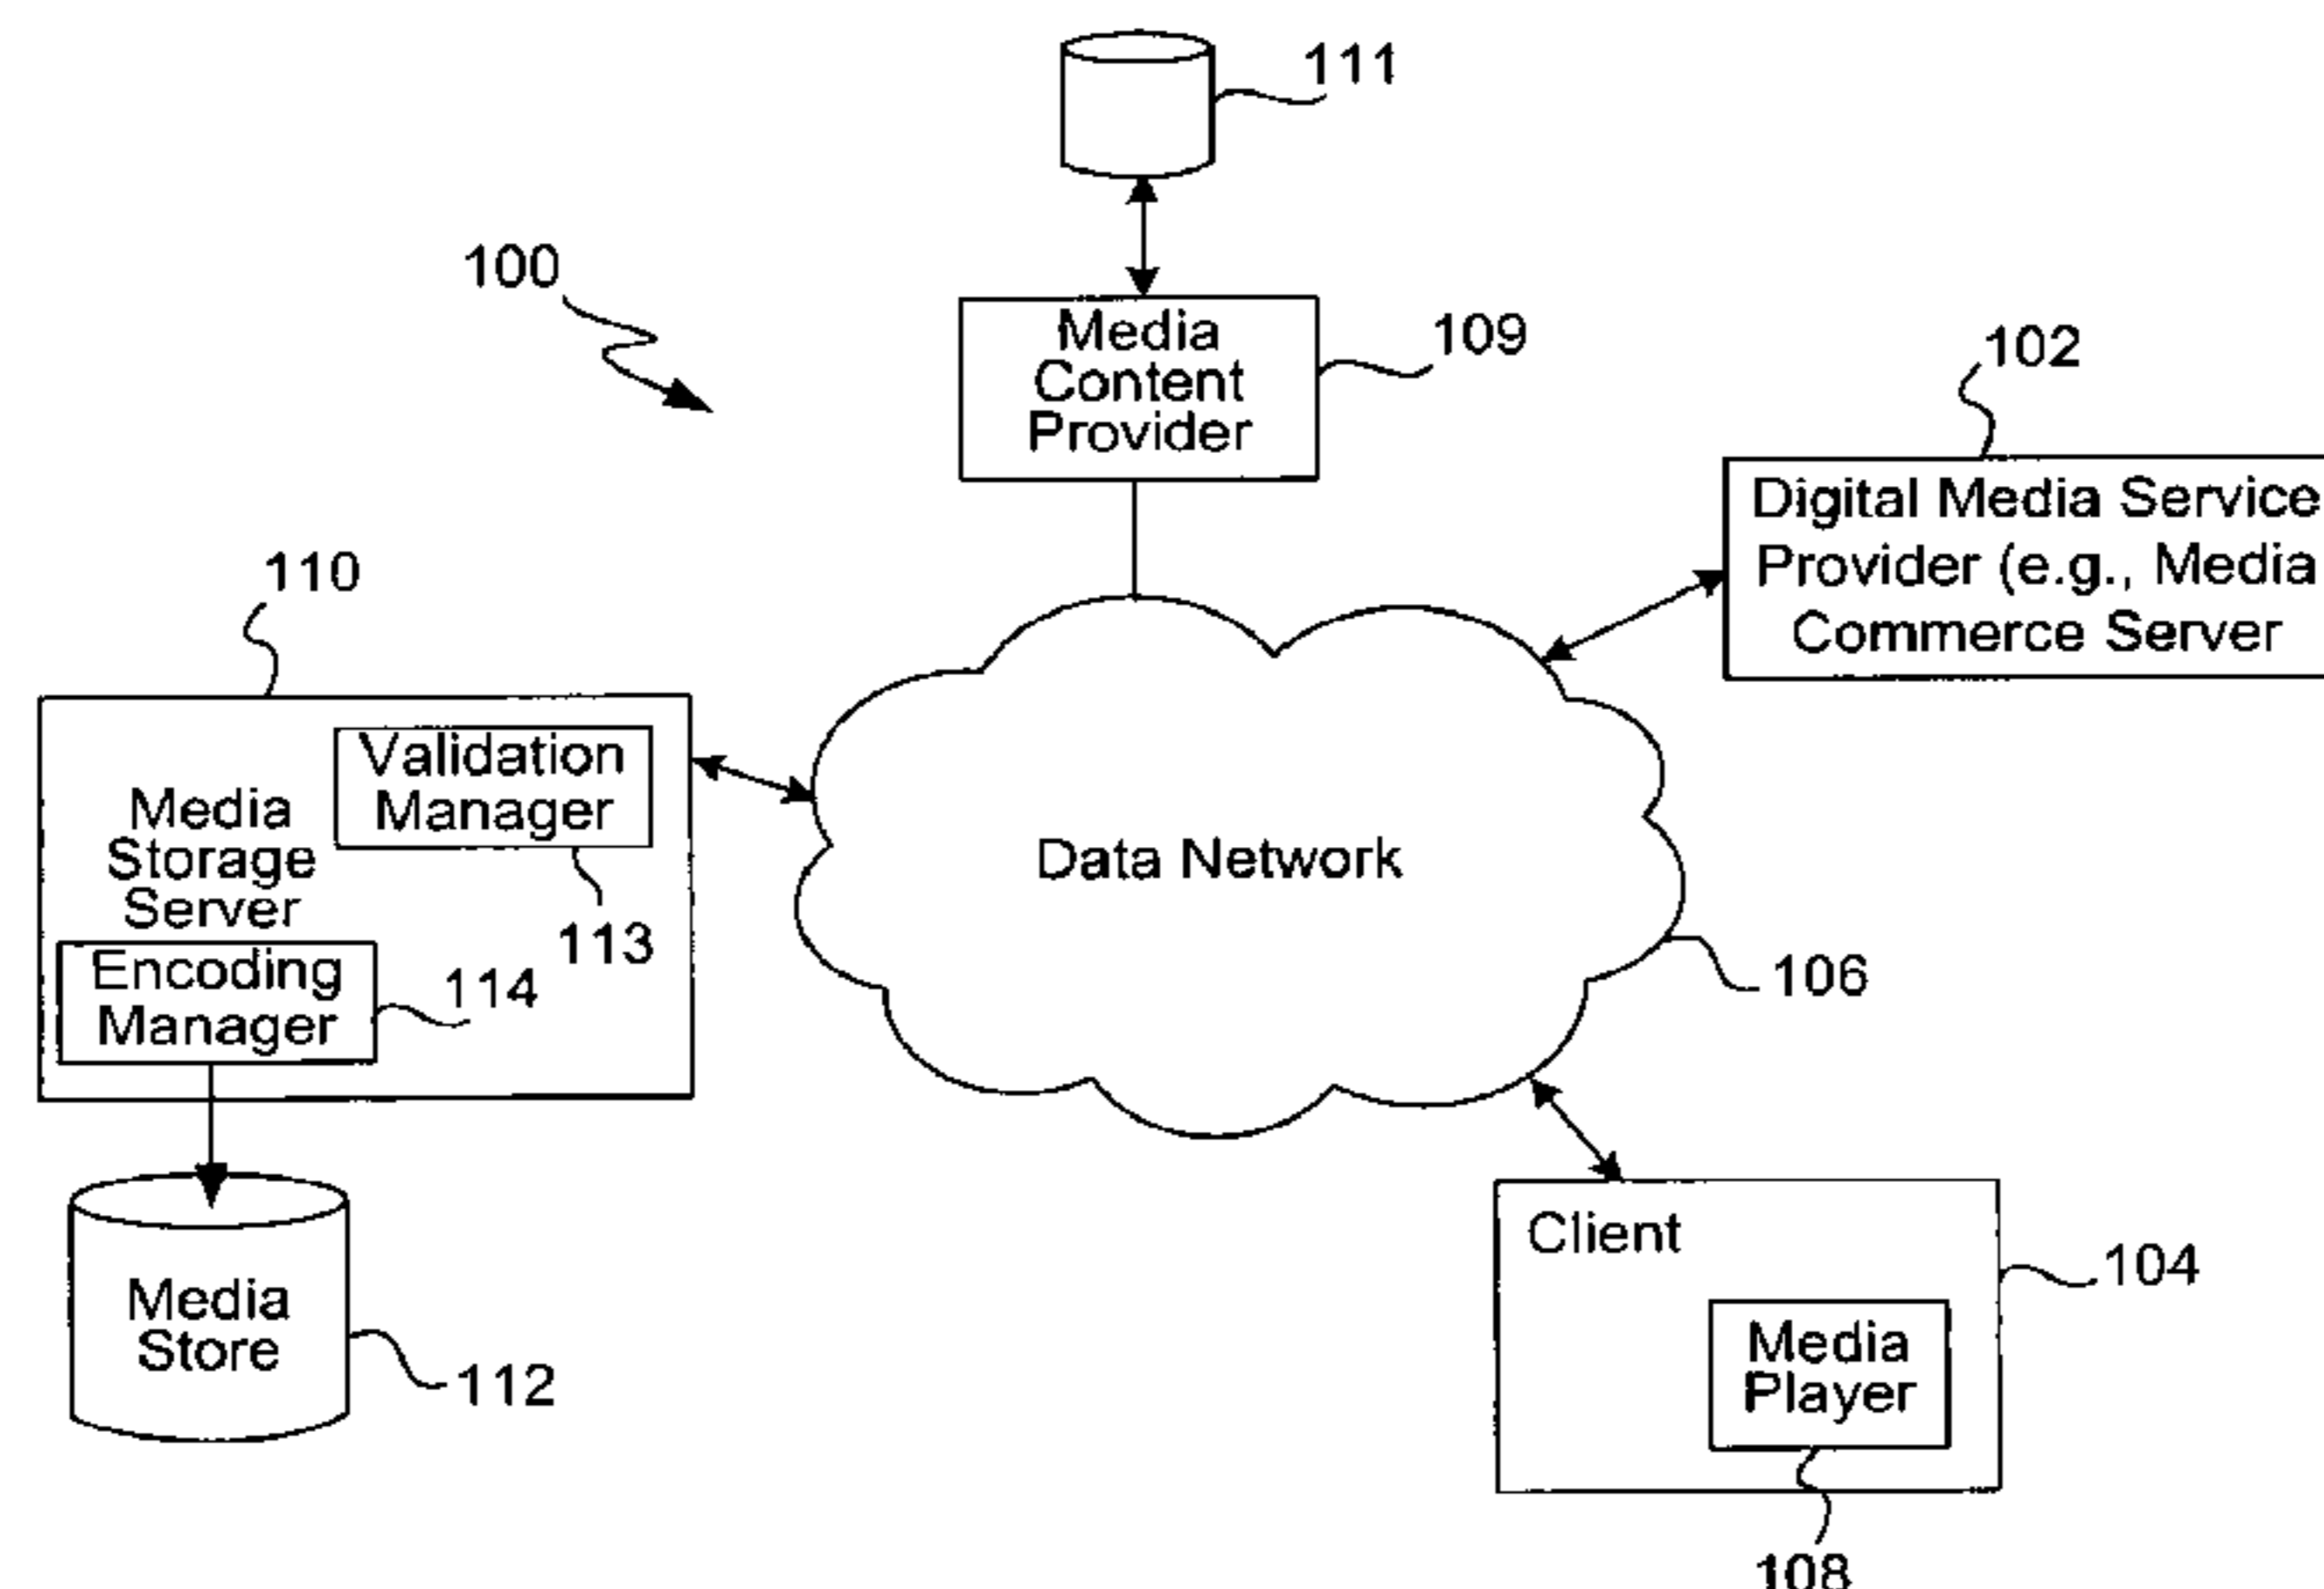 111
100
Media
Content
Provider
109
102
Digital Media Service
Provider (e.g., Media
Commerce Server
110
Validation
Manager
Media
Storage
Server
113
Encoding
Manager
114
Data Network
106
Media
Store
112
Client
104
Media
Player
108